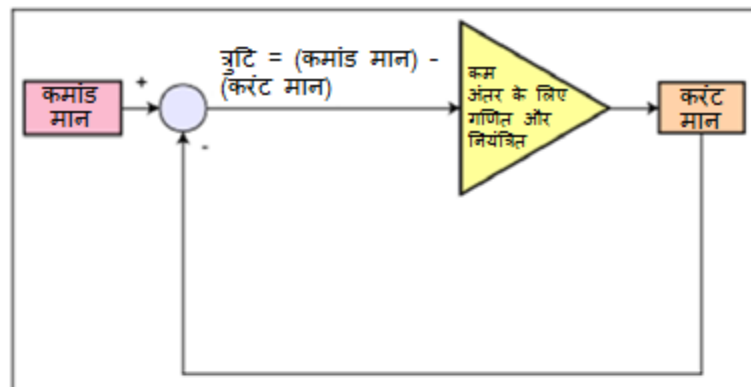 त्रुटि = (कमांड मान) -
(करंट मान)
कमांड
मान
+
-
कम
अंतर के लिए
गणित और
नियंत्रित
करंट
मान